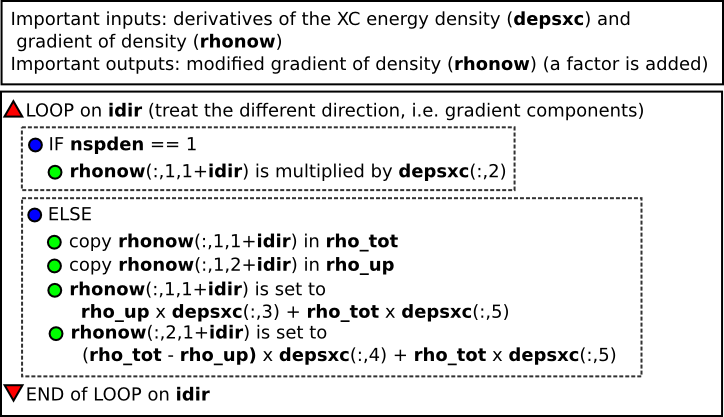 Important inputs: derivatives of the XC energy density (depsxc) and
gradient of density (rhonow)
Important outputs: modified gradient of density (rhonow) (a factor is added)
LOOP on idir (treat the different direction, i.e. gradient components)
IF nspden == 1
rhonow(:,1,1+idir) is multiplied by depsxc(:,2)
ELSE
copy rhonow(:,1,1+idir) in rho_tot
copy rhonow(:,1,2+idir) in rho_up
rhonow(:,1,1+idir) is set to
rho_up x depsxc(:,3) + rho_tot x depsxc(:,5)
rhonow(:,2,1+idir) is set to
(rho_tot - rho_up) x depsxc(:,4) + rho_tot x depsxc(:,5)
END of LOOP on idir